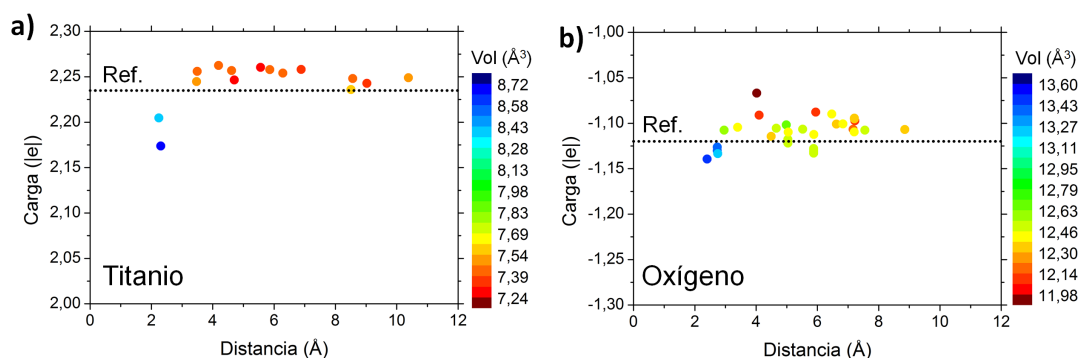 a)
Carga (|e|)
2,30
2,25
2,20
2,15
2,10
2,05
2,00
Ref.
Titanio
0 2 4 6 8 10 12
Distancia (Å)
Vol (Å3)
8,72
8,58
8,43
8,28
8,13
7,98
7,83
7,69
7,54
7,39
7,24
b)
Carga (|e|)
-1,00
-1,05
-1,10
-1,15
-1,20
-1,25
-1,30
Ref.
Oxígeno
0 2 4 6 8 10 12
Distancia (Å)
Vol (Å3)
13,60
13,43
13,27
13,11
12,95
12,79
12,63
12,46
12,30
12,14
11,98